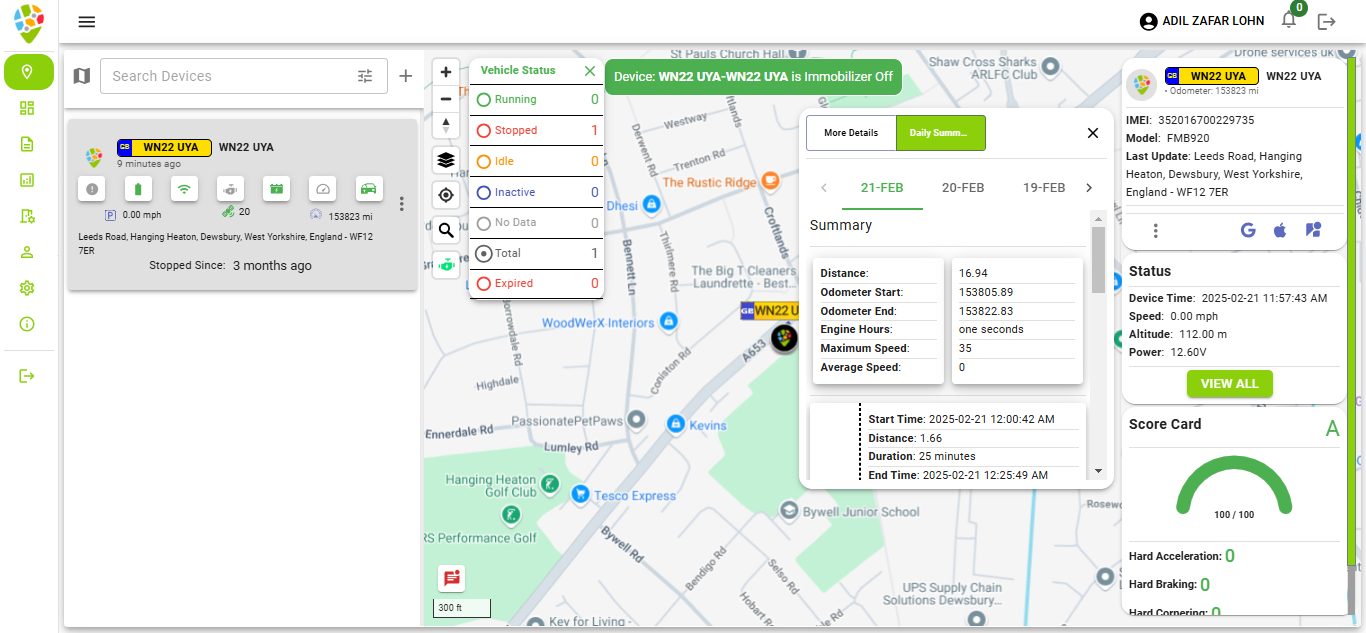 ADIL ZAFAR LOHN
0
Search Devices
GB WN22 UYA WN22 UYA
9 minutes ago
P 0.00 mph
20
153823 mi
Leeds Road, Hanging Heaton, Dewsbury, West Yorkshire, England - WF12
7ER
Stopped Since: 3 months ago
Vehicle Status
Running 0
Stopped 1
Idle 0
Inactive 0
No Data 0
Total 1
Expired 0
Device: WN22 UYA-WN22 UYA is Immobilizer Off
St Pauls Church Hall
Shaw Cross Sharks
ARLFC Club
Drone services uk
Westway
Derwent Rd
Trenton Rd
The Rustic Ridge
Dhesi
Croftlands
Thirlmere Rd
Bennett Ln
The Big T Cleaners
Laundrette - Best...
Borrowdale Rd
WoodWerX Interiors
GB WN22 U
A653
Coniston Rd
Highdale
PassionatePetPaws
Kevins
Ennerdale Rd
Lumley Rd
Hanging Heaton
Golf Club
Tesco Express
RS Performance Golf
Bywell Junior School
Bywell Rd
Bendigo Rd
Selso Rd
Hobart Rd
UPS Supply Chain
Solutions Dewsbury...
Key for Living -
300 ft
More Details
Daily Summ...
21-FEB
20-FEB
19-FEB
Summary
Distance: 16.94
Odometer Start: 153805.89
Odometer End: 153822.83
Engine Hours: one seconds
Maximum Speed: 35
Average Speed: 0
Start Time: 2025-02-21 12:00:42 AM
Distance: 1.66
Duration: 25 minutes
End Time: 2025-02-21 12:25:49 AM
GB WN22 UYA WN22 UYA
• Odometer: 153823 mi
IMEI: 352016700229735
Model: FMB920
Last Update: Leeds Road, Hanging
Heaton, Dewsbury, West Yorkshire,
England - WF12 7ER
Status
Device Time: 2025-02-21 11:57:43 AM
Speed: 0.00 mph
Altitude: 112.00 m
Power: 12.60V
VIEW ALL
Score Card A
100 / 100
Hard Acceleration: 0
Hard Braking: 0
Hard Cornering: 0